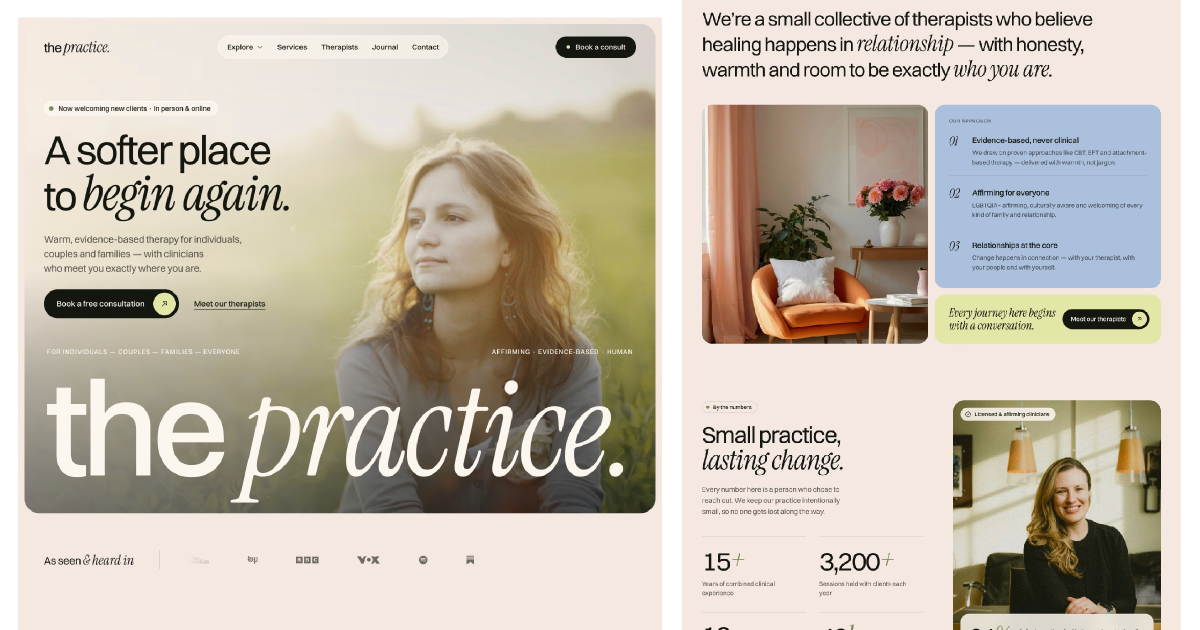 the practice.
Explore
Services
Therapists
Journal
Contact
Book a consult
Now welcoming new clients · In person & online
A softer place
to begin again.
Warm, evidence-based therapy for individuals,
couples and families — with clinicians
who meet you exactly where you are.
Book a free consultation
Meet our therapists
FOR INDIVIDUALS — COUPLES — FAMILIES — EVERYONE
AFFIRMING · EVIDENCE-BASED · HUMAN
the practice.
As seen & heard in
BBC
VOX
We're a small collective of therapists who believe
healing happens in relationship — with honesty,
warmth and room to be exactly who you are.
OUR APPROACH
01
Evidence-based, never clinical
We draw on proven approaches like CBT, EFT and attachment-
based therapy — delivered with warmth, not jargon.
02
Affirming for everyone
LGBTQIA+ affirming, culturally aware and welcoming of every
kind of family and relationship.
03
Relationships at the core
Change happens in connection — with your therapist, with
your people and with yourself.
Every journey here begins
with a conversation.
Meet our therapists
By the numbers
Small practice,
lasting change.
Every number here is a person who chose to
reach out. We keep our practice intentionally
small, so no one gets lost along the way.
15+
Years of combined clinical
experience
3,200+
Sessions held with clients each
year
Licensed & affirming clinicians